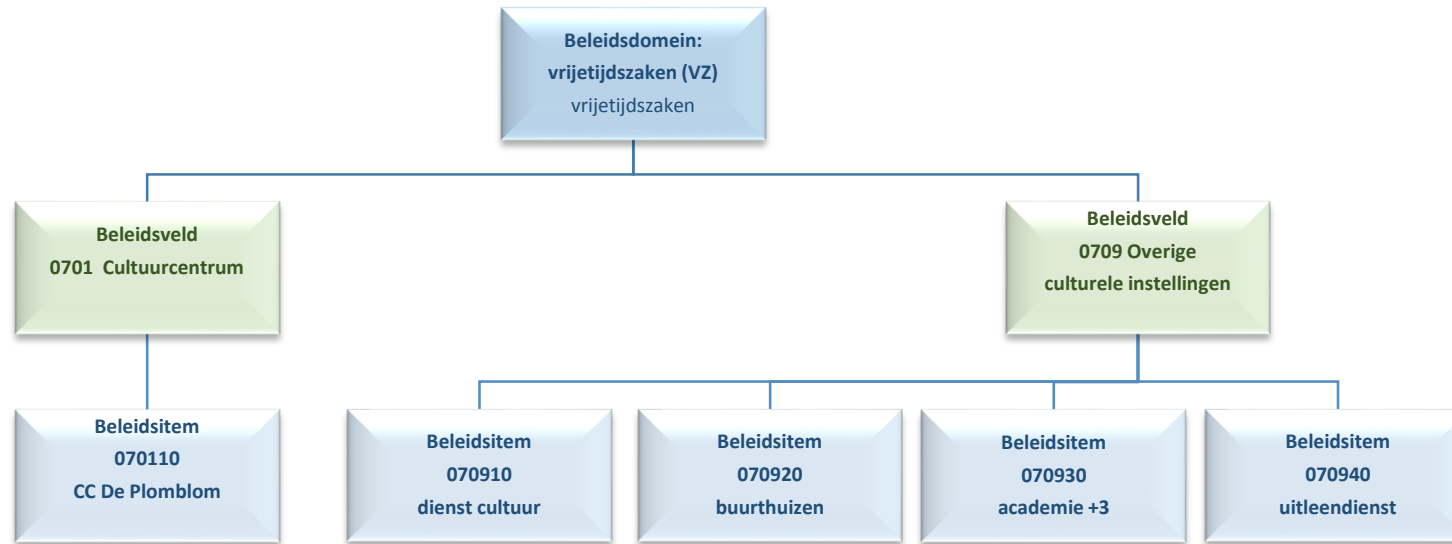 Beleidsdomein:
vrijetijdszaken (VZ)
vrijetijdszaken
Beleidsveld
0701 Cultuurcentrum
Beleidsveld
0709 Overige
culturele instellingen
Beleidsitem
070110
CC De Plomblom
Beleidsitem
070910
dienst cultuur
Beleidsitem
070920
buurthuizen
Beleidsitem
070930
academie +3
Beleidsitem
070940
uitleendienst